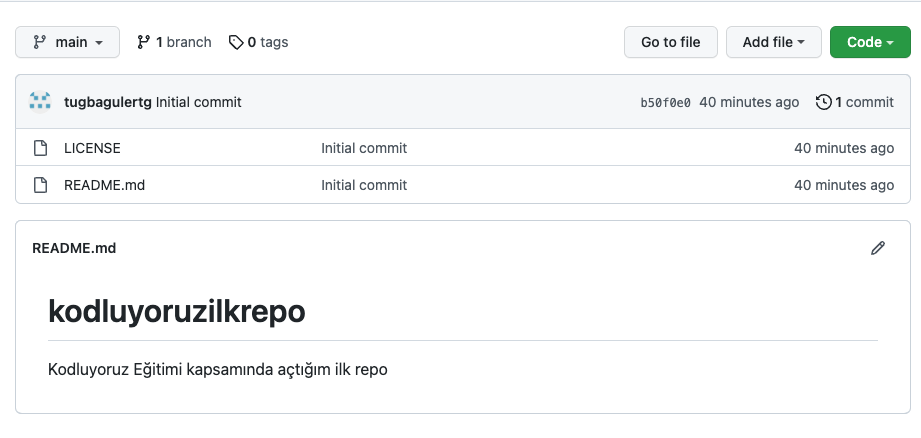 main 1 branch 0 tags Go to file Add file Code
tugbagulertg Initial commit b50f0e0 40 minutes ago 1 commit
LICENSE Initial commit 40 minutes ago
README.md Initial commit 40 minutes ago
README.md
kodluyoruzilkrepo
Kodluyoruz Eğitimi kapsamında açtığım ilk repo